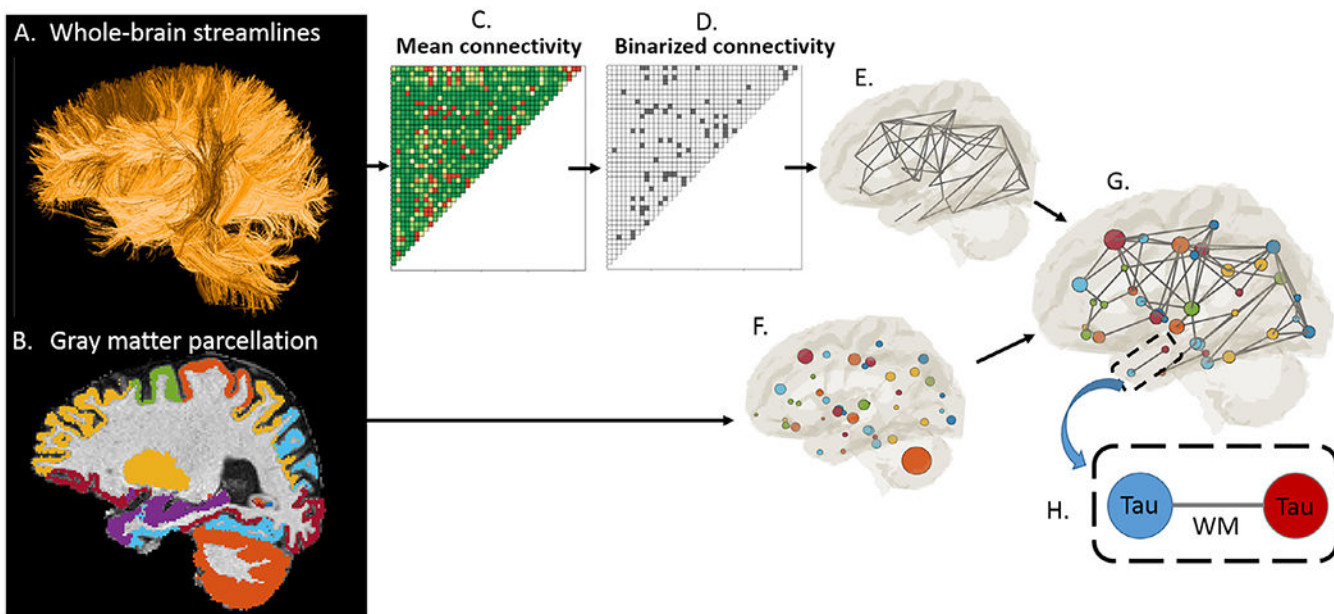 A. Whole-brain streamlines
C.
Mean connectivity
D.
Binarized connectivity
E.
B. Gray matter parcellation
F.
G.
H.
Tau
WM
Tau